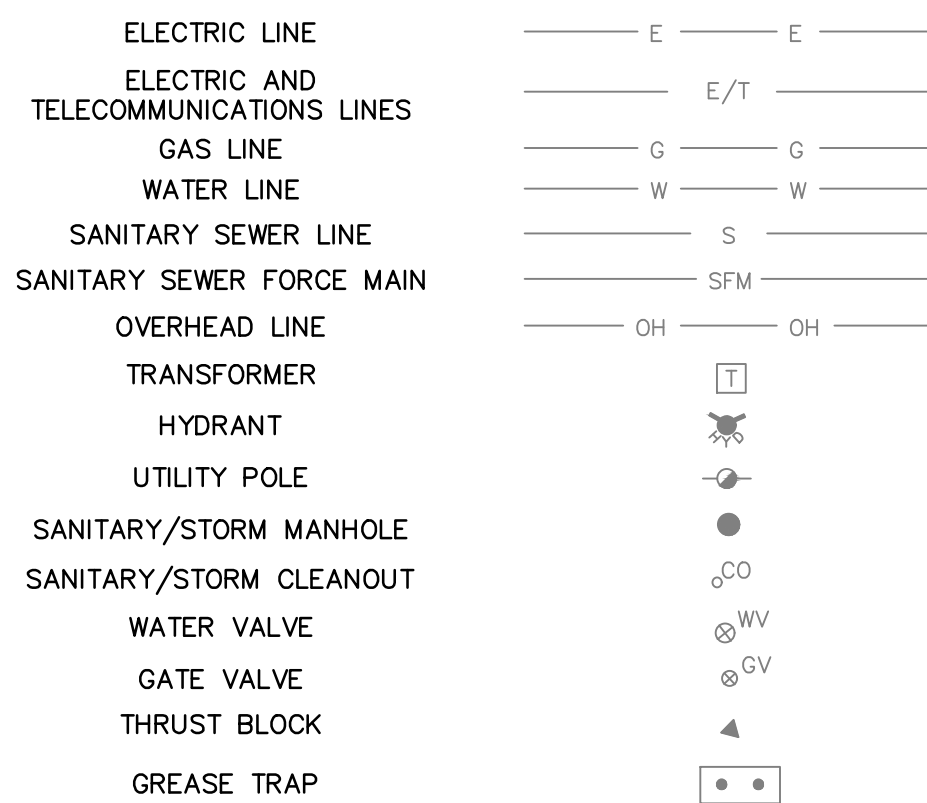 ELECTRIC LINE E E
ELECTRIC AND
TELECOMMUNICATIONS LINES E/T
GAS LINE G G
WATER LINE W W
SANITARY SEWER LINE S
SANITARY SEWER FORCE MAIN SFM
OVERHEAD LINE OH OH
TRANSFORMER T
HYDRANT HYD
UTILITY POLE
SANITARY/STORM MANHOLE
SANITARY/STORM CLEANOUT CO
WATER VALVE WV
GATE VALVE GV
THRUST BLOCK
GREASE TRAP